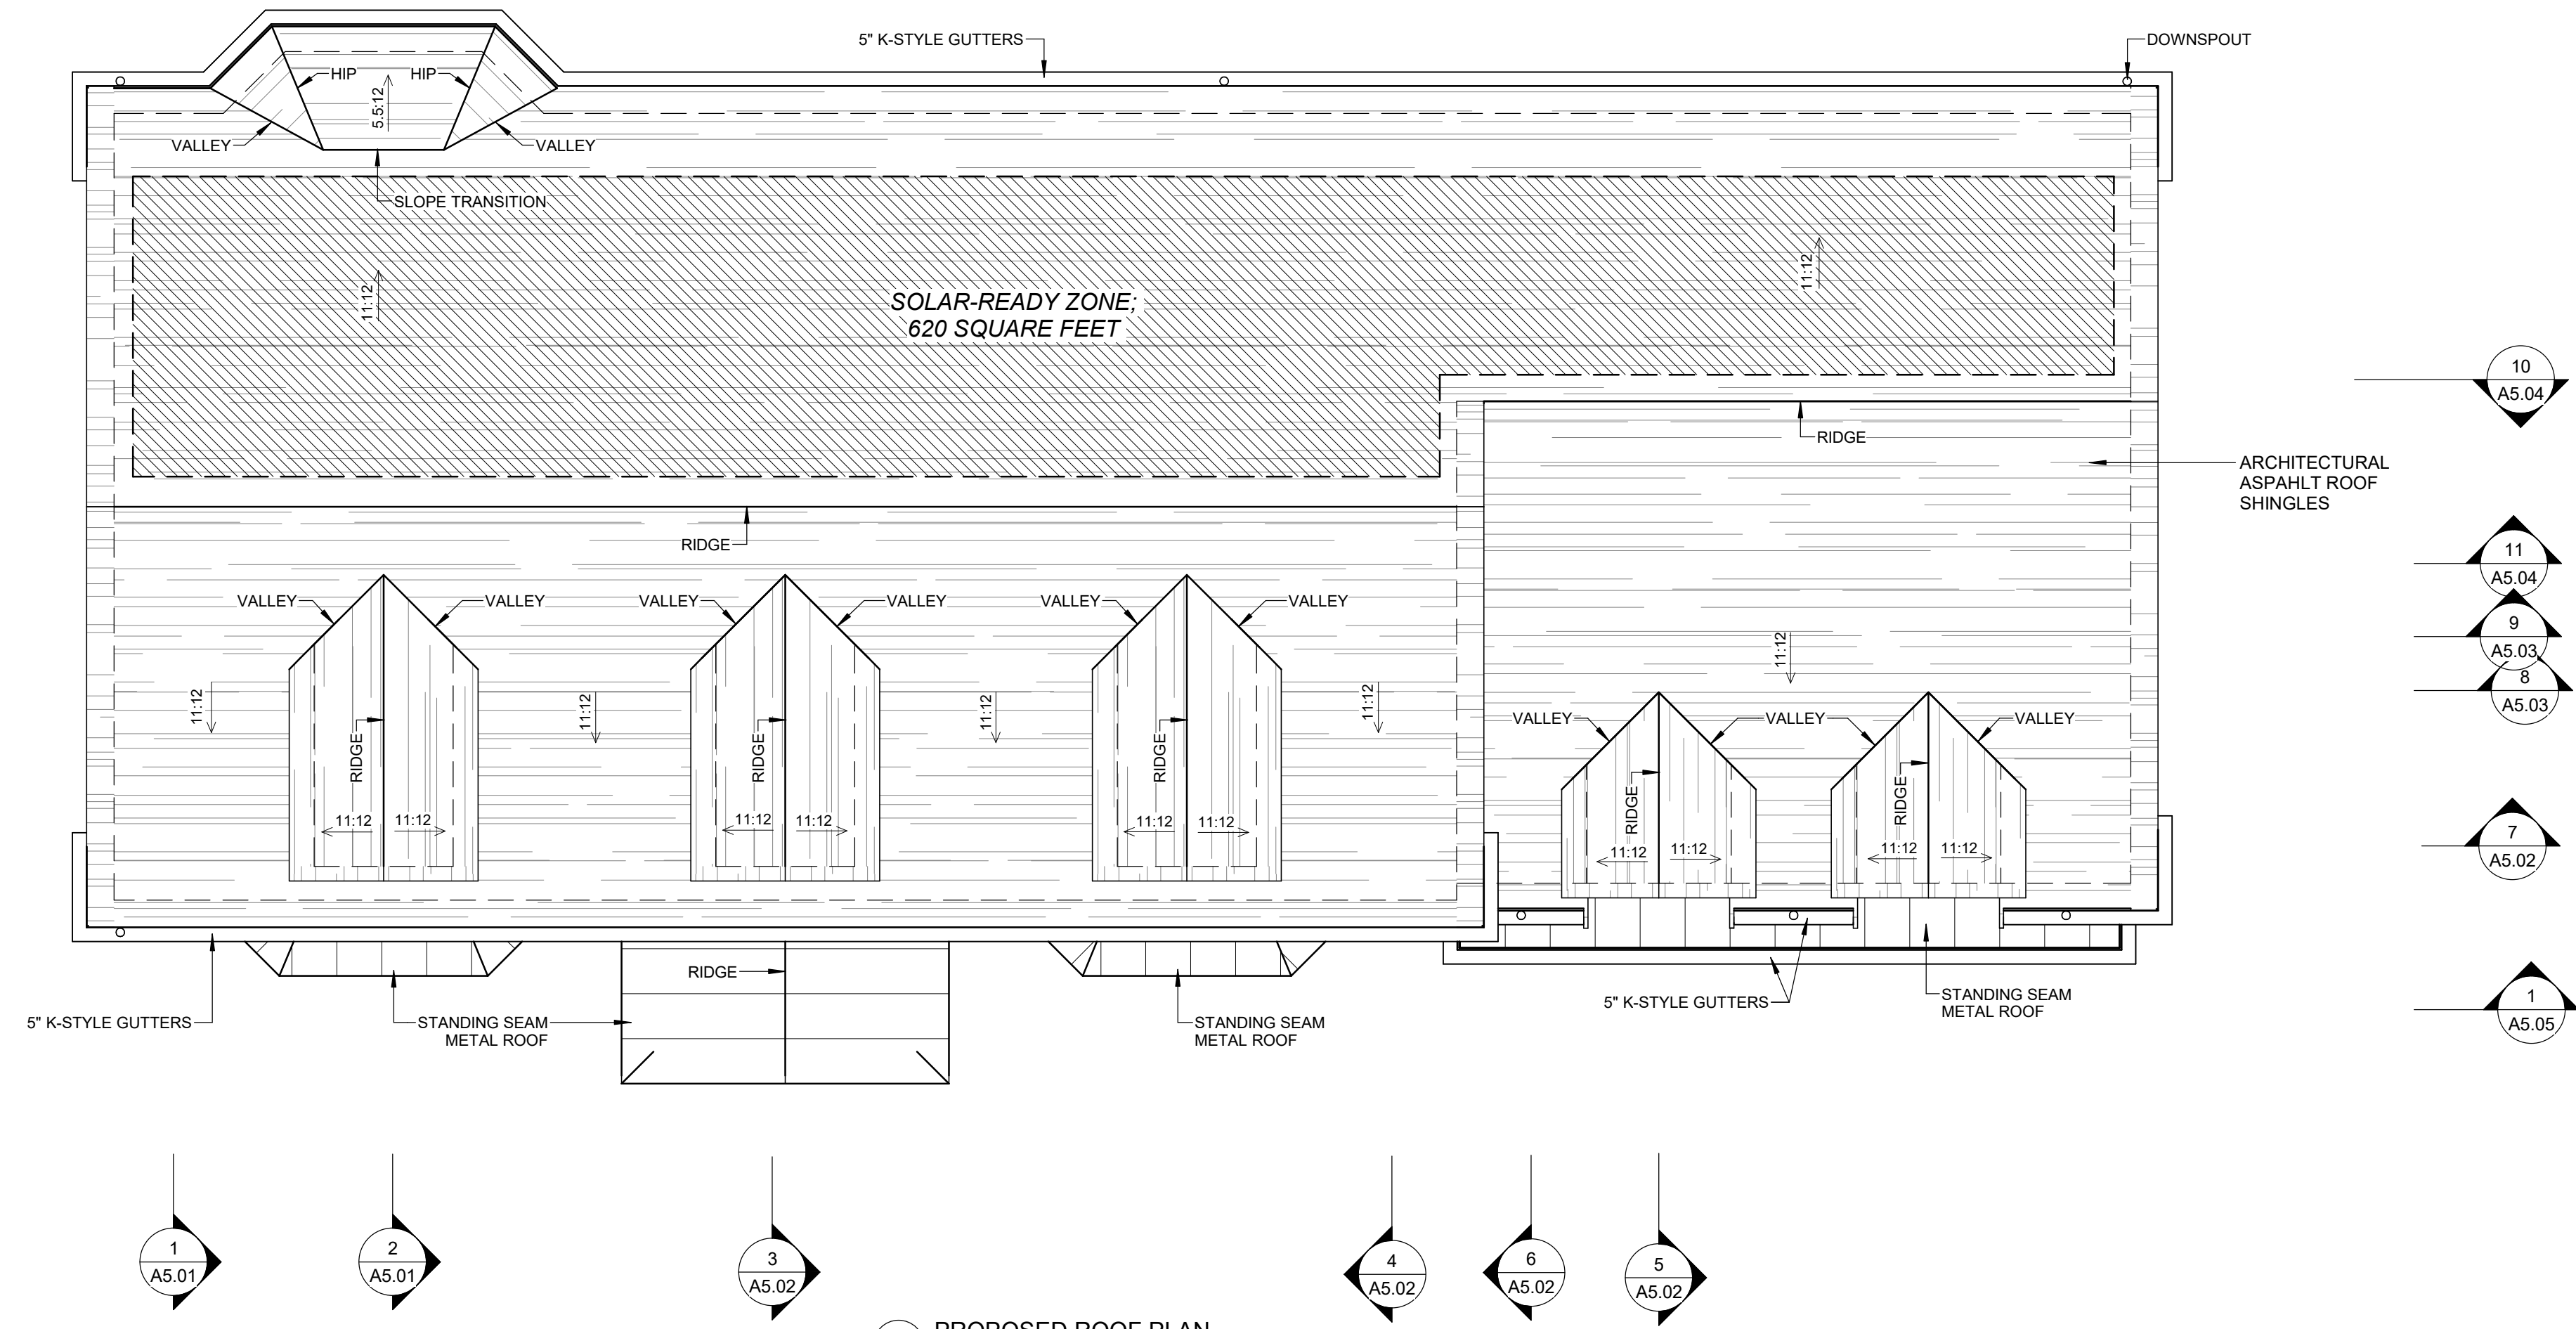 5" K-STYLE GUTTERS
DOWNSPOUT
HIP
HIP
5.5:12
VALLEY
VALLEY
SLOPE TRANSITION
11:12
11:12
SOLAR-READY ZONE;
620 SQUARE FEET
10
A5.04
RIDGE
ARCHITECTURAL
ASPAHLT ROOF
SHINGLES
RIDGE
11
A5.04
VALLEY
VALLEY
VALLEY
VALLEY
VALLEY
VALLEY
9
A5.03
8
A5.03
11:12
11:12
11:12
11:12
11:12
VALLEY
VALLEY
VALLEY
RIDGE
RIDGE
RIDGE
RIDGE
RIDGE
11:12
11:12
11:12
11:12
11:12
11:12
11:12
11:12
11:12
11:12
7
A5.02
RIDGE
5" K-STYLE GUTTERS
STANDING SEAM
METAL ROOF
STANDING SEAM
METAL ROOF
5" K-STYLE GUTTERS
STANDING SEAM
METAL ROOF
1
A5.05
1
A5.01
2
A5.01
3
A5.02
4
A5.02
6
A5.02
5
A5.02
PROPOSED ROOF PLAN